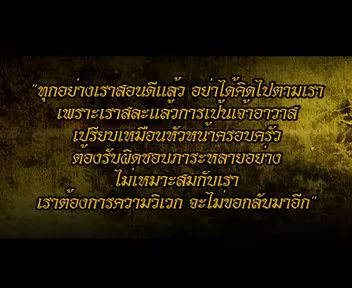 “ทุกอย่างเราสอนดีแล้ว อย่าได้คิดไปตามเรา
เพราะเราสละแล้วการเป็นเจ้าอาวาส
เปรียบเหมือนหัวหน้าครอบครัว
ต้องรับผิดชอบภาระหลายอย่าง
ไม่เหมาะสมกับเรา
เราต้องการความวิเวก จะไม่ขอกลับมาอีก”